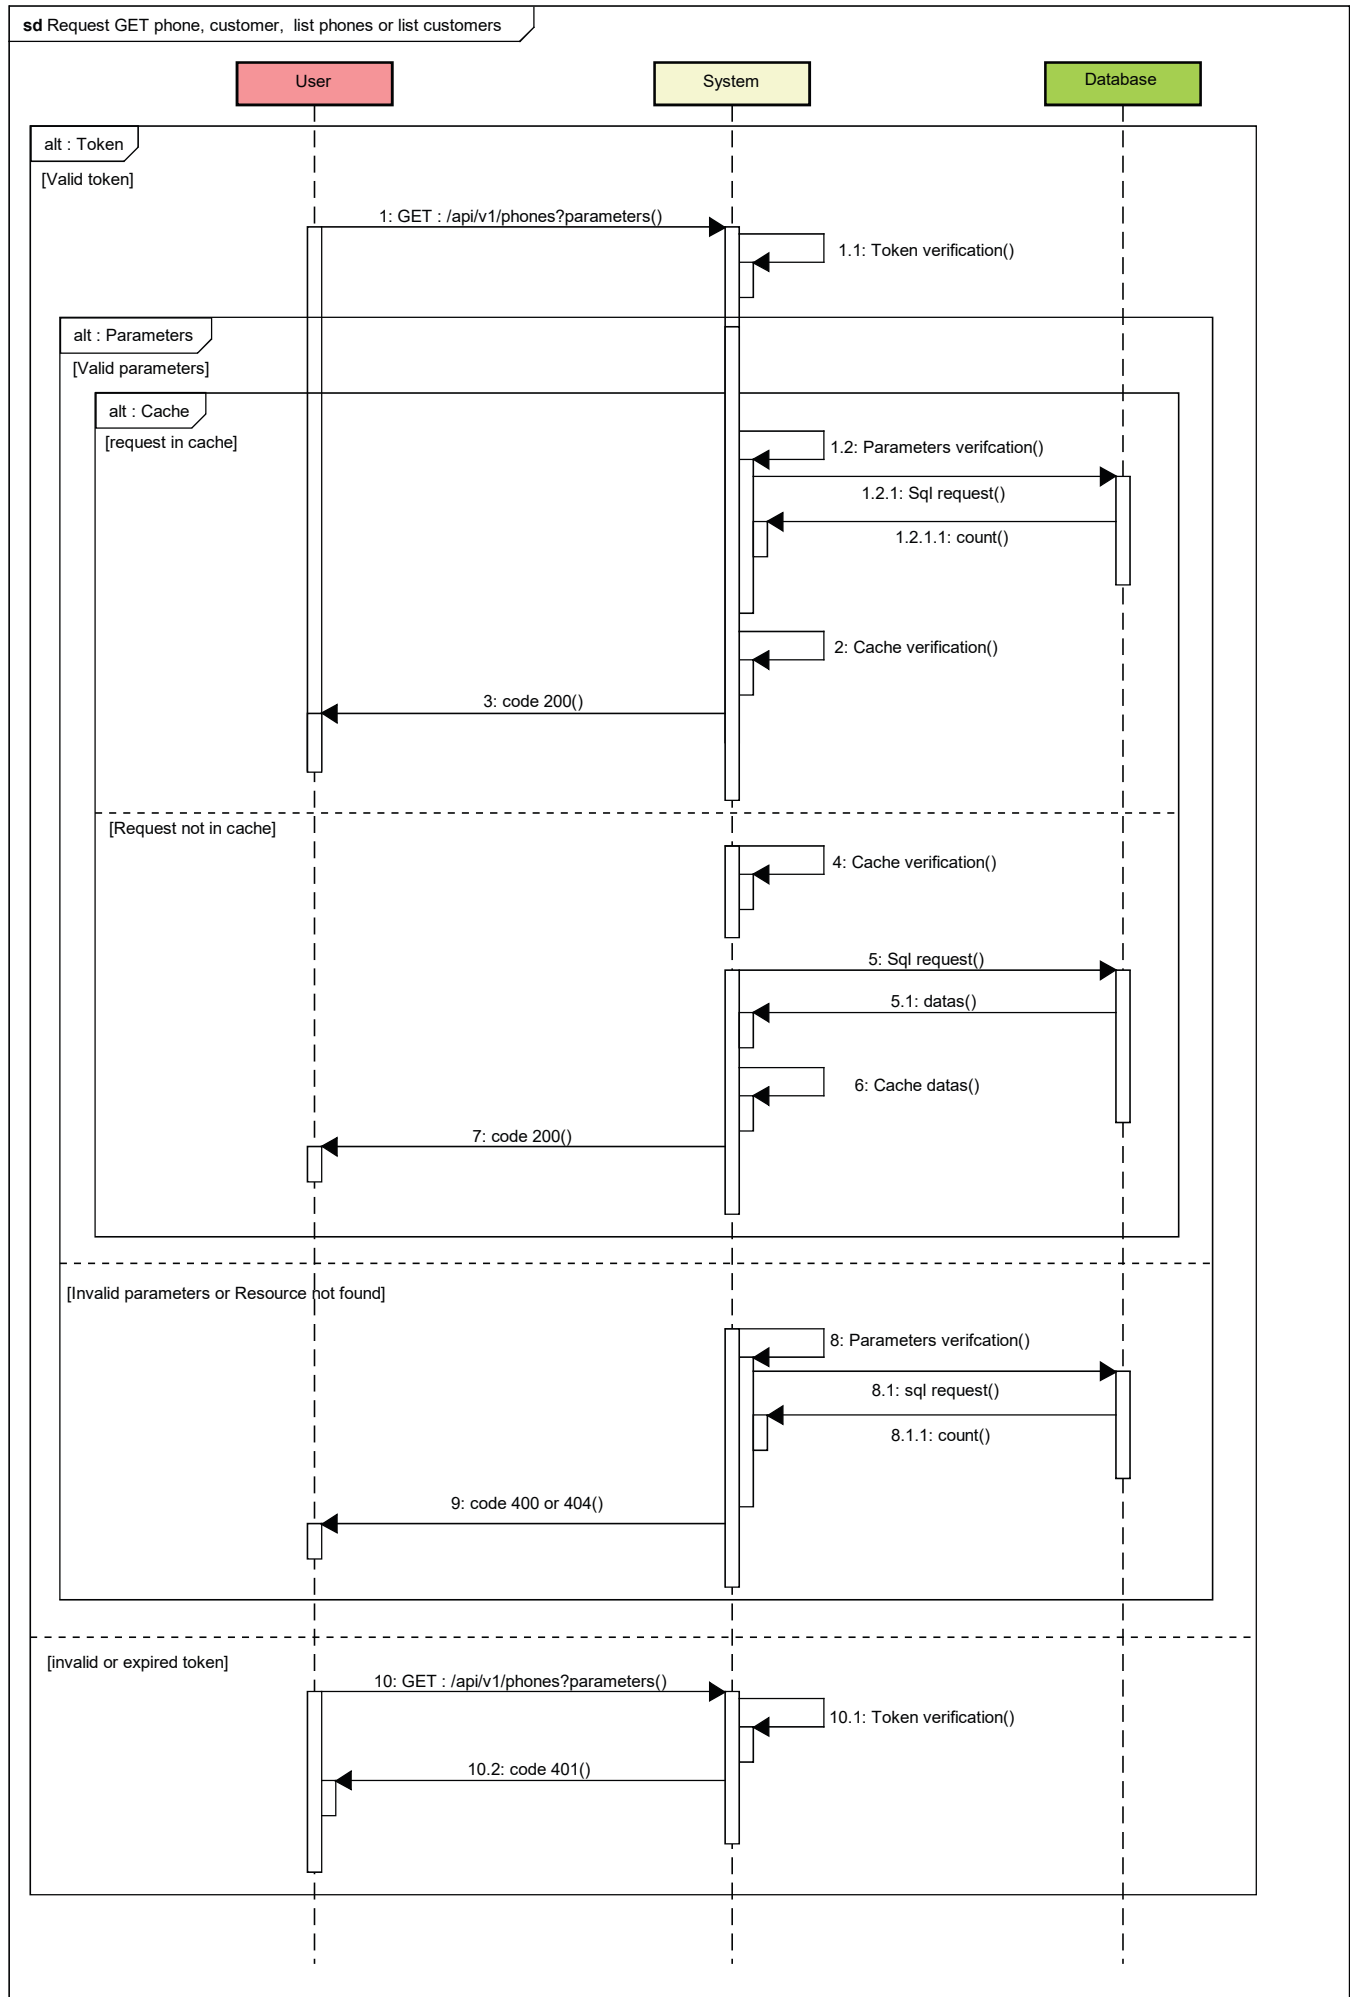 sd Request GET phone, customer,  list phones or list customers
User
System
Database
alt : Token
[Valid token]
1: GET : /api/v1/phones?parameters()
1.1: Token verification()
alt : Parameters
[Valid parameters]
alt : Cache
[request in cache]
1.2: Parameters verifcation()
1.2.1: Sql request()
1.2.1.1: count()
2: Cache verification()
3: code 200()
[Request not in cache]
4: Cache verification()
5: Sql request()
5.1: datas()
6: Cache datas()
7: code 200()
[Invalid parameters or Resource not found]
8: Parameters verifcation()
8.1: sql request()
8.1.1: count()
9: code 400 or 404()
[invalid or expired token]
10: GET : /api/v1/phones?parameters()
10.1: Token verification()
10.2: code 401()